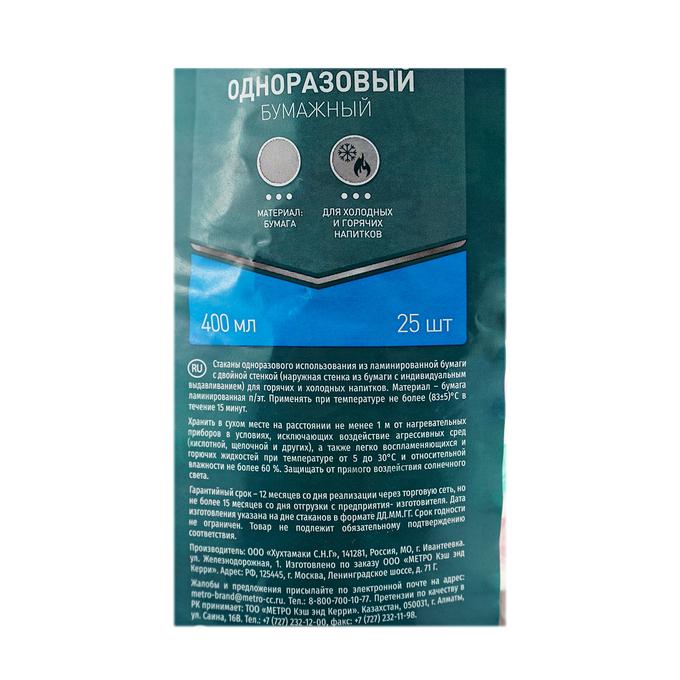 ОДНОРАЗОВЫЙ
БУМАЖНЫЙ
МАТЕРИАЛ:
БУМАГА
ДЛЯ ХОЛОДНЫХ
И ГОРЯЧИХ
НАПИТКОВ
400 мл
25 шт
RU Стаканы одноразового использования из ламинированной бумаги
с двойной стенкой (наружная стенка из бумаги с индивидуальным
выдавливанием) для горячих и холодных напитков. Материал – бумага
ламинированная п/эт. Применять при температуре не более (83±5)°С в
течение 15 минут.
Хранить в сухом месте на расстоянии не менее 1 м от нагревательных
приборов в условиях, исключающих воздействие агрессивных сред
(кислотной, щелочной и других), а также легко воспламеняющихся и
горючих жидкостей при температуре от 5 до 30°С и относительной
влажности не более 60 %. Защищать от прямого воздействия солнечного
света.
Гарантийный срок – 12 месяцев со дня реализации через торговую сеть, но
не более 15 месяцев со дня отгрузки с предприятия- изготовителя. Дата
изготовления указана на дне стаканов в формате ДД.ММ.ГГ. Срок годности
не ограничен. Товар не подлежит обязательному подтверждению
соответствия.
Производитель: ООО «Хухтамаки С.Н.Г», 141281, Россия, МО, г. Ивантеевка.
ул. Железнодорожная, 1. Изготовлено по заказу ООО «МЕТРО Кэш энд
Керри». Адрес: РФ, 125445, г. Москва, Ленинградское шоссе, д. 71 Г.
Жалобы и предложения присылайте по электронной почте на адрес:
metro-brand@metro-cc.ru. Тел.: 8-800-700-10-77. Претензии по качеству в
РК принимает: ТОО «МЕТРО Кэш энд Керри». Казахстан, 050031, г. Алматы,
ул. Саина, 16В. Тел.: +7 (727) 232-12-00, факс: +7 (727) 232-11-98.